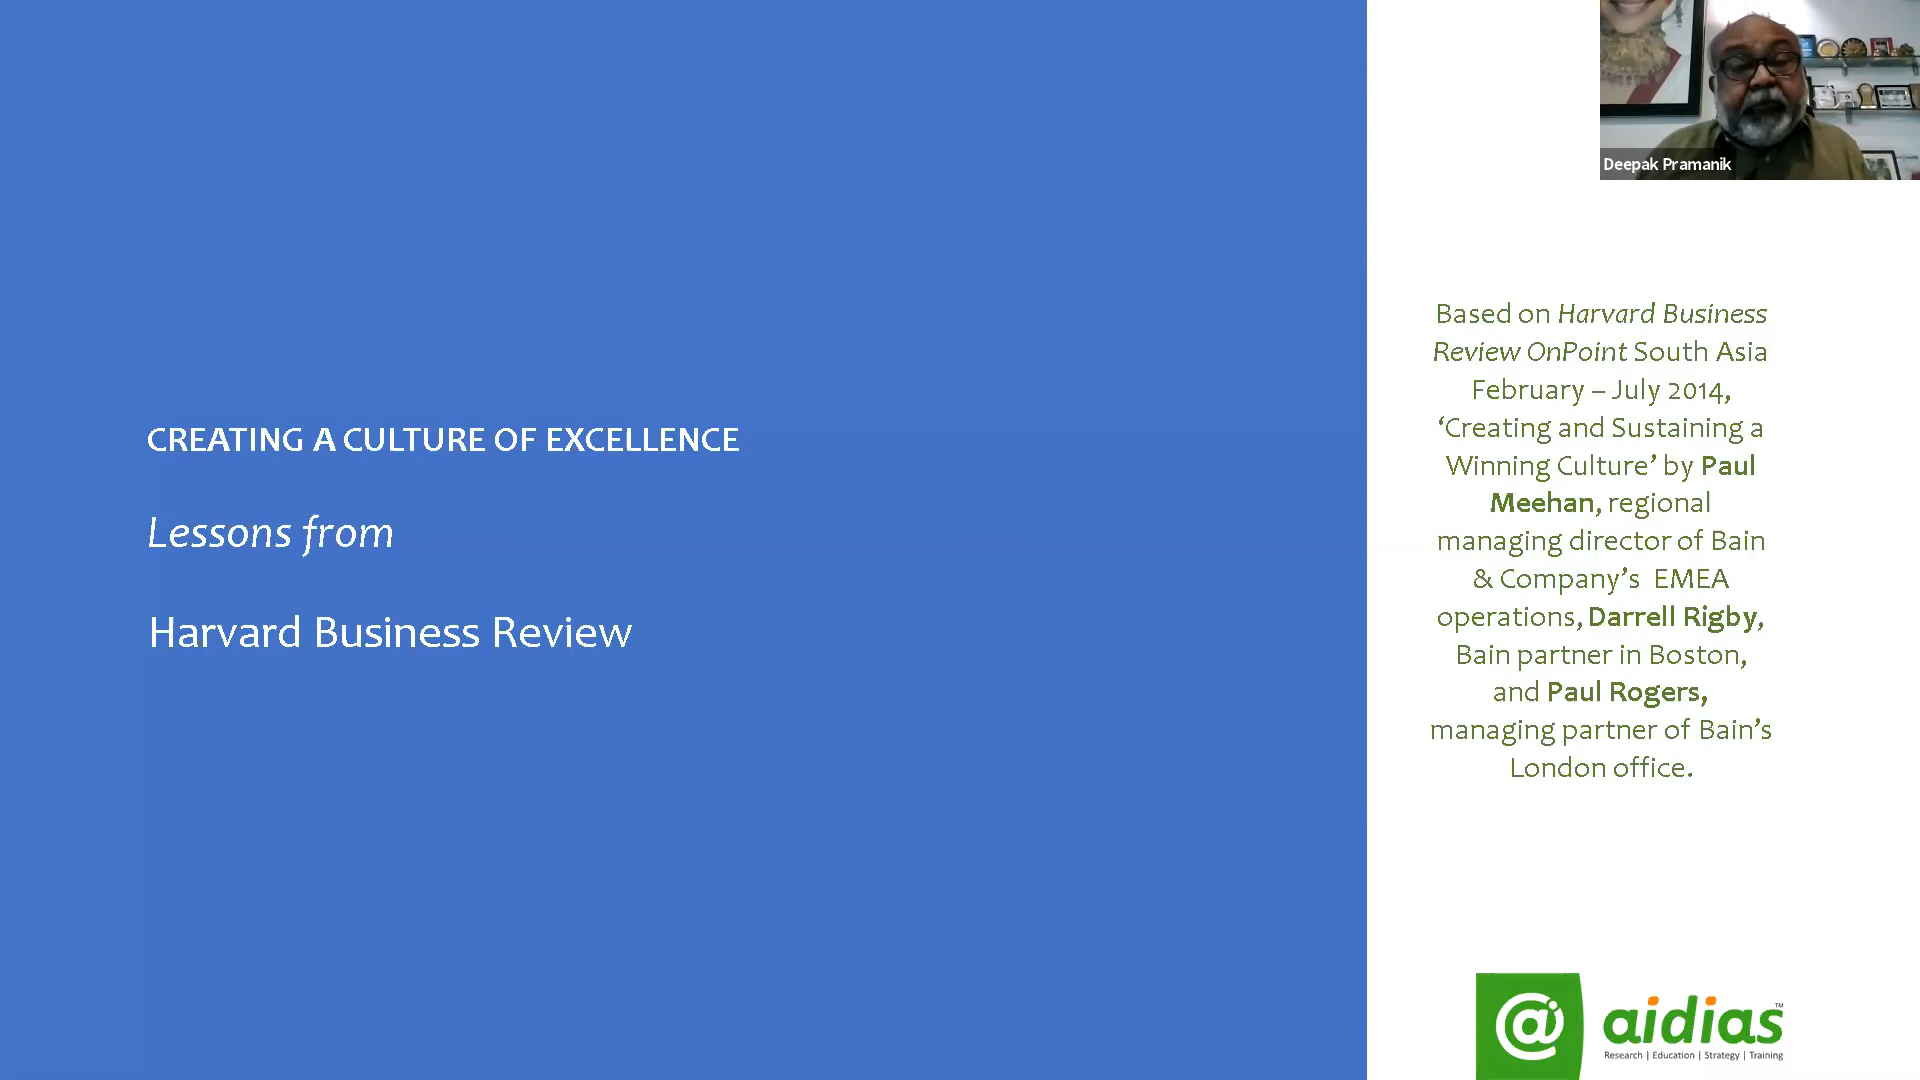 CREATING A CULTURE OF EXCELLENCE
Lessons from
Harvard Business Review
Deepak Pramanik
Based on Harvard Business
Review OnPoint South Asia
February – July 2014,
‘Creating and Sustaining a
Winning Culture’ by Paul
Meehan, regional
managing director of Bain
& Company’s EMEA
operations, Darrell Rigby,
Bain partner in Boston,
and Paul Rogers,
managing partner of Bain’s
London office.
@
aidias™
Research | Education | Strategy | Training